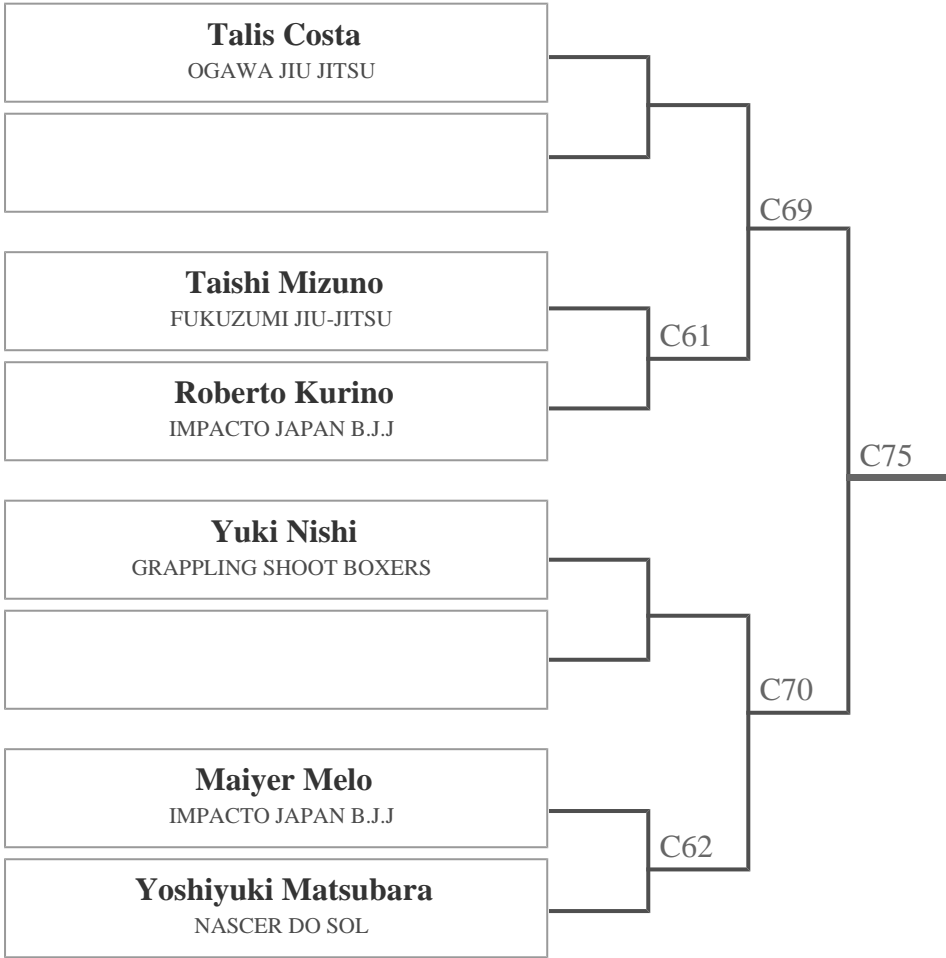 Talis Costa
OGAWA JIU JITSU
C69
Taishi Mizuno
FUKUZUMI JIU-JITSU
C61
Roberto Kurino
IMPACTO JAPAN B.J.J
C75
Yuki Nishi
GRAPPLING SHOOT BOXERS
C70
Maiyer Melo
IMPACTO JAPAN B.J.J
C62
Yoshiyuki Matsubara
NASCER DO SOL